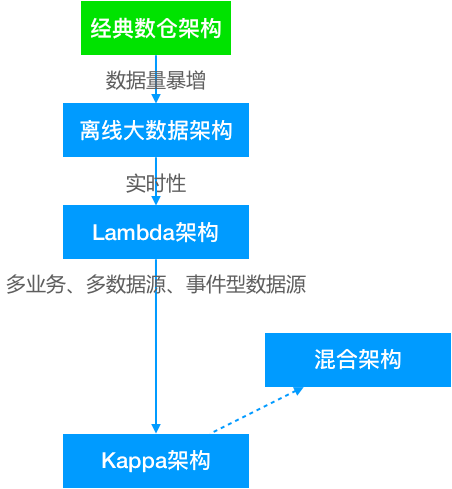 经典数仓架构
数据量暴增
离线大数据架构
实时性
Lambda架构
多业务、多数据源、事件型数据源
混合架构
Kappa架构